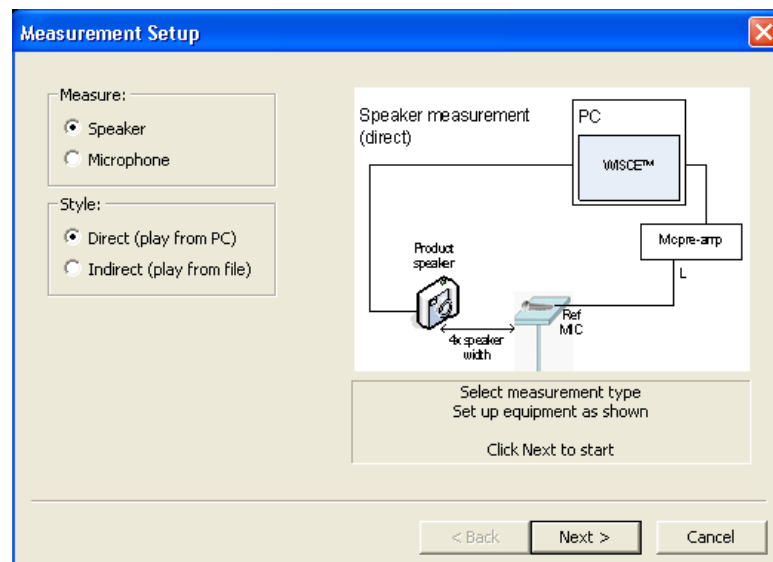 Measurement Setup
Measure:
Speaker
Microphone
Style:
Direct (play from PC)
Indirect (play from file)
Speaker measurement
(direct)
PC
WISCE™
Mcpre-amp
L
Product
speaker
Ref
MIC
4x speaker
width
Select measurement type
Set up equipment as shown
Click Next to start
< Back
Next >
Cancel